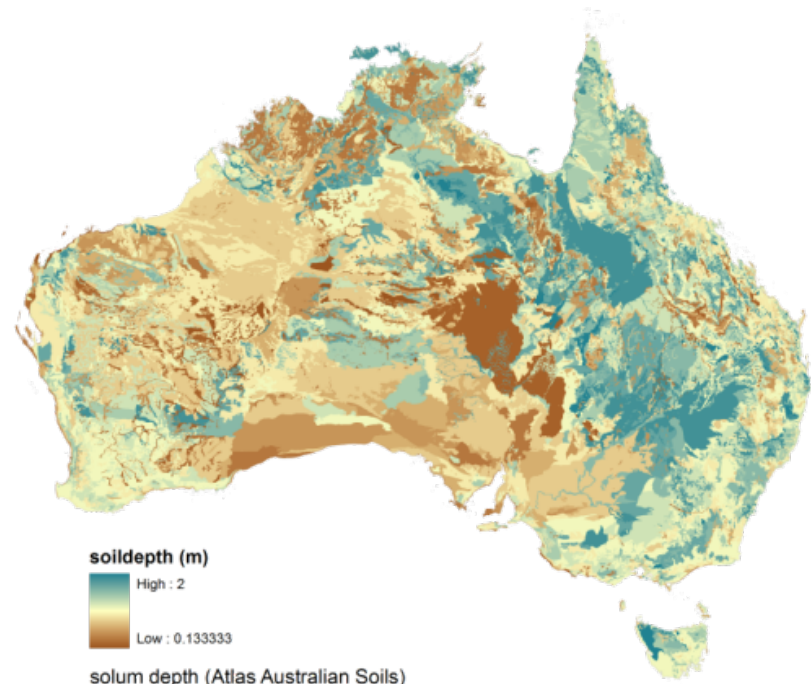 soildepth (m)
High : 2
Low : 0.133333
solum depth (Atlas Australian Soils)